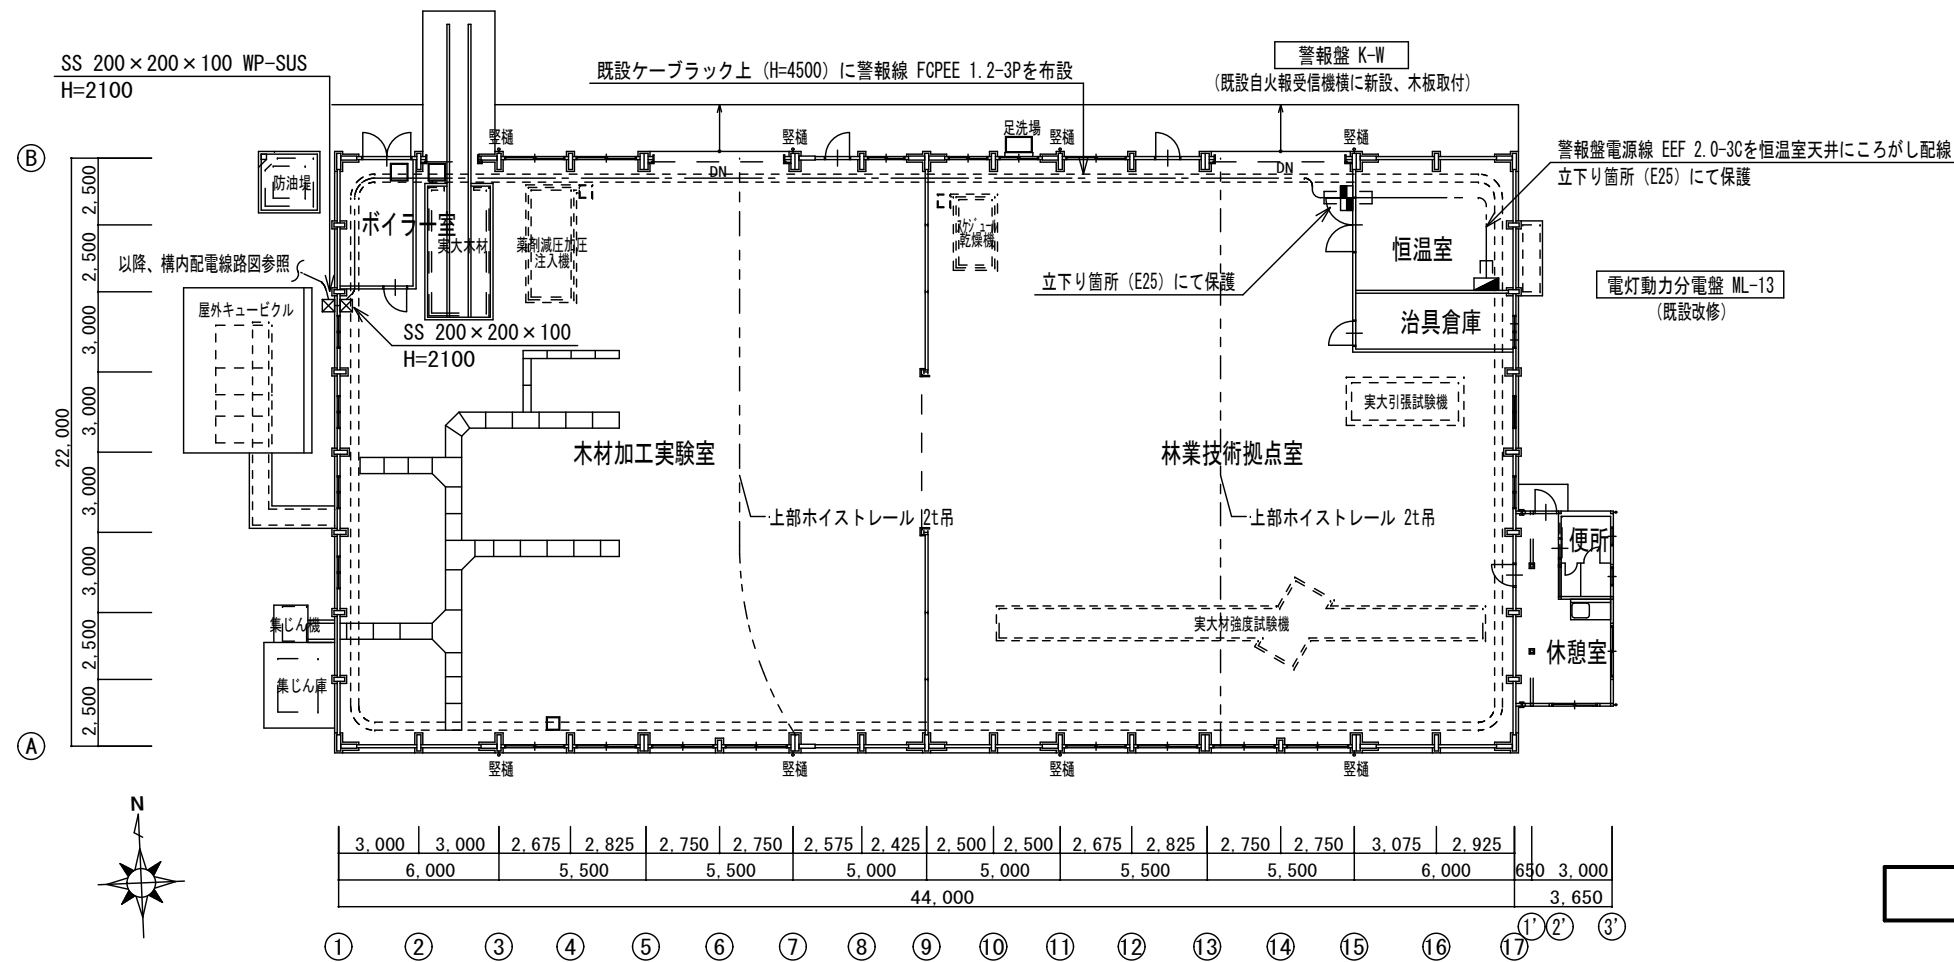 SS 200×200×100 WP-SUS
H=2100
既設ケーブラック上 (H=4500) に警報線 FCPEE 1.2-3Pを布設
警報盤 K-W
(既設自火報受信機横に新設、木板取付)
竪樋
竪樋
足洗場
竪樋
竪樋
警報盤電源線 EEF 2.0-3Cを恒温室天井にころがし配線
立下り箇所 (E25) にて保護
B
DN
DN
防油堤
ボイラー室
実大木材
薬剤減圧加圧
注入機
スケジュール
乾燥機
恒温室
以降、構内配電線路図参照
立下り箇所 (E25) にて保護
電灯動力分電盤 ML-13
(既設改修)
屋外キュービクル
SS 200×200×100
H=2100
治具倉庫
実大引張試験機
木材加工実験室
林業技術拠点室
上部ホイストレール 2t吊
上部ホイストレール 2t吊
便所
実大材強度試験機
集じん機
休憩室
集じん庫
2,500
2,500
3,000
3,000
3,000
3,000
2,500
2,500
22,000
A
竪樋
竪樋
竪樋
竪樋
N
3,000 3,000 2,675 2,825 2,750 2,750 2,575 2,425 2,500 2,500 2,675 2,825 2,750 2,750 3,075 2,925
6,000 5,500 5,500 5,000 5,000 5,500 5,500 6,000 650 3,000
44,000 3,650
1 2 3 4 5 6 7 8 9 10 11 12 13 14 15 16 17 1' 2' 3'